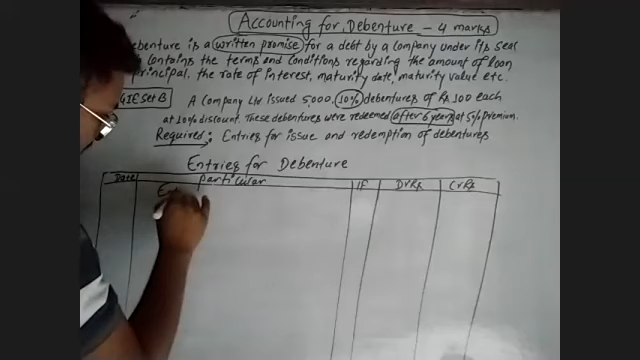 Accounting for Debenture - 4 marks
ebenture is a written promise for a debt by a company under its seal
contains the terms and conditions regarding the amount of loan
principal, the rate of interest, maturity date, maturity value etc.
GIE Set B
A Company Ltd. issued 5,000, 10% debentures of Rs 100 each
at 10% discount. These debentures were redeemed after 6 years at 5% premium.
Required: Entries for issue and redemption of debentures
Entries for Debenture
Date Particular lF Dr Rs Cr Rs